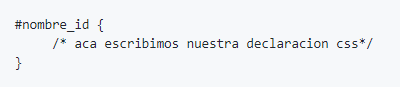 #nombre_id {
/* aca escribimos nuestra declaracion css*/
}